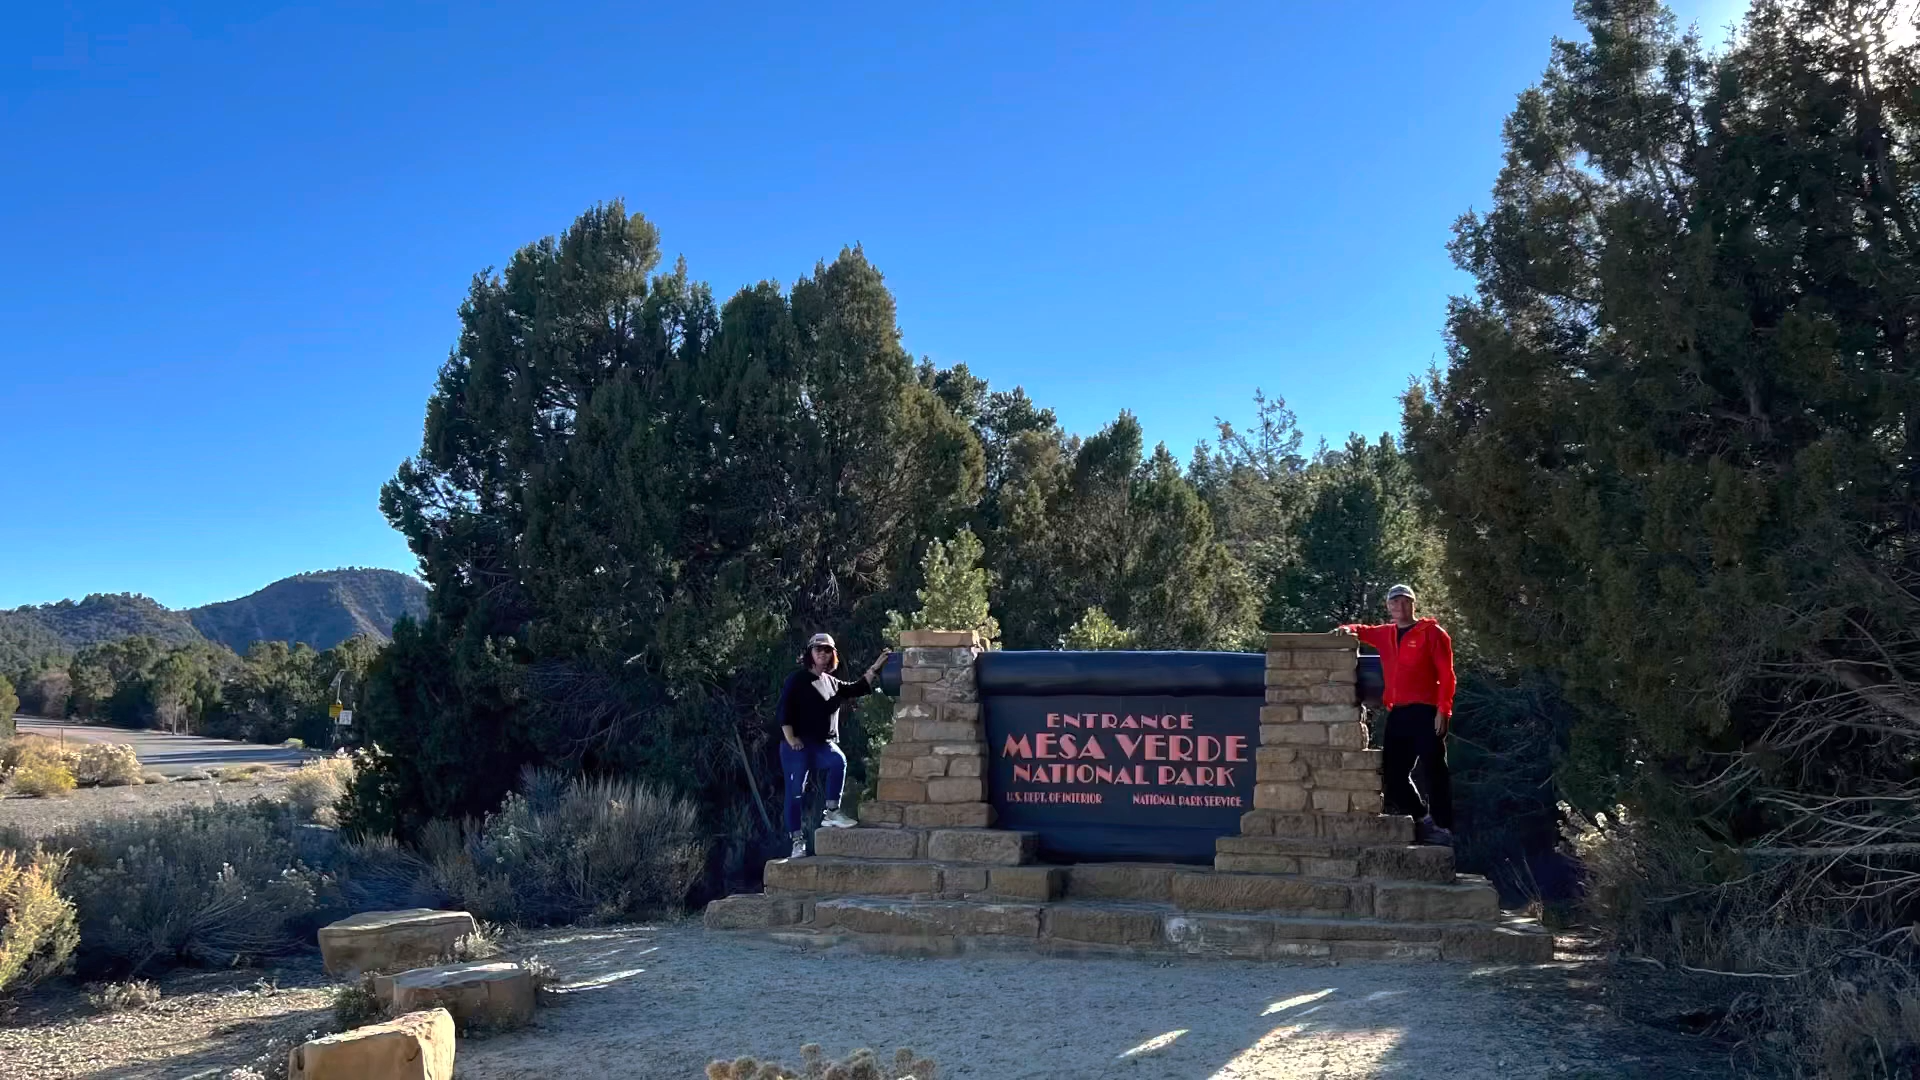 ENTRANCE
MESA VERDE
NATIONAL PARK
U.S. DEPT. OF INTERIOR NATIONAL PARK SERVICE